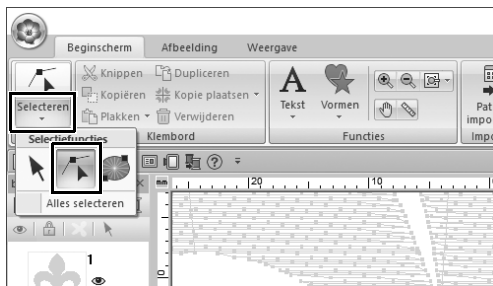 Beginscherm Afbeelding Weergave
Selecteren
Knippen Dupliceren
Kopiëren Kopie plaatsen
Plakken Verwijderen
Klembord
Tekst Vormen
Functies
Selectiefuncties
Alles selecteren
20 10
1